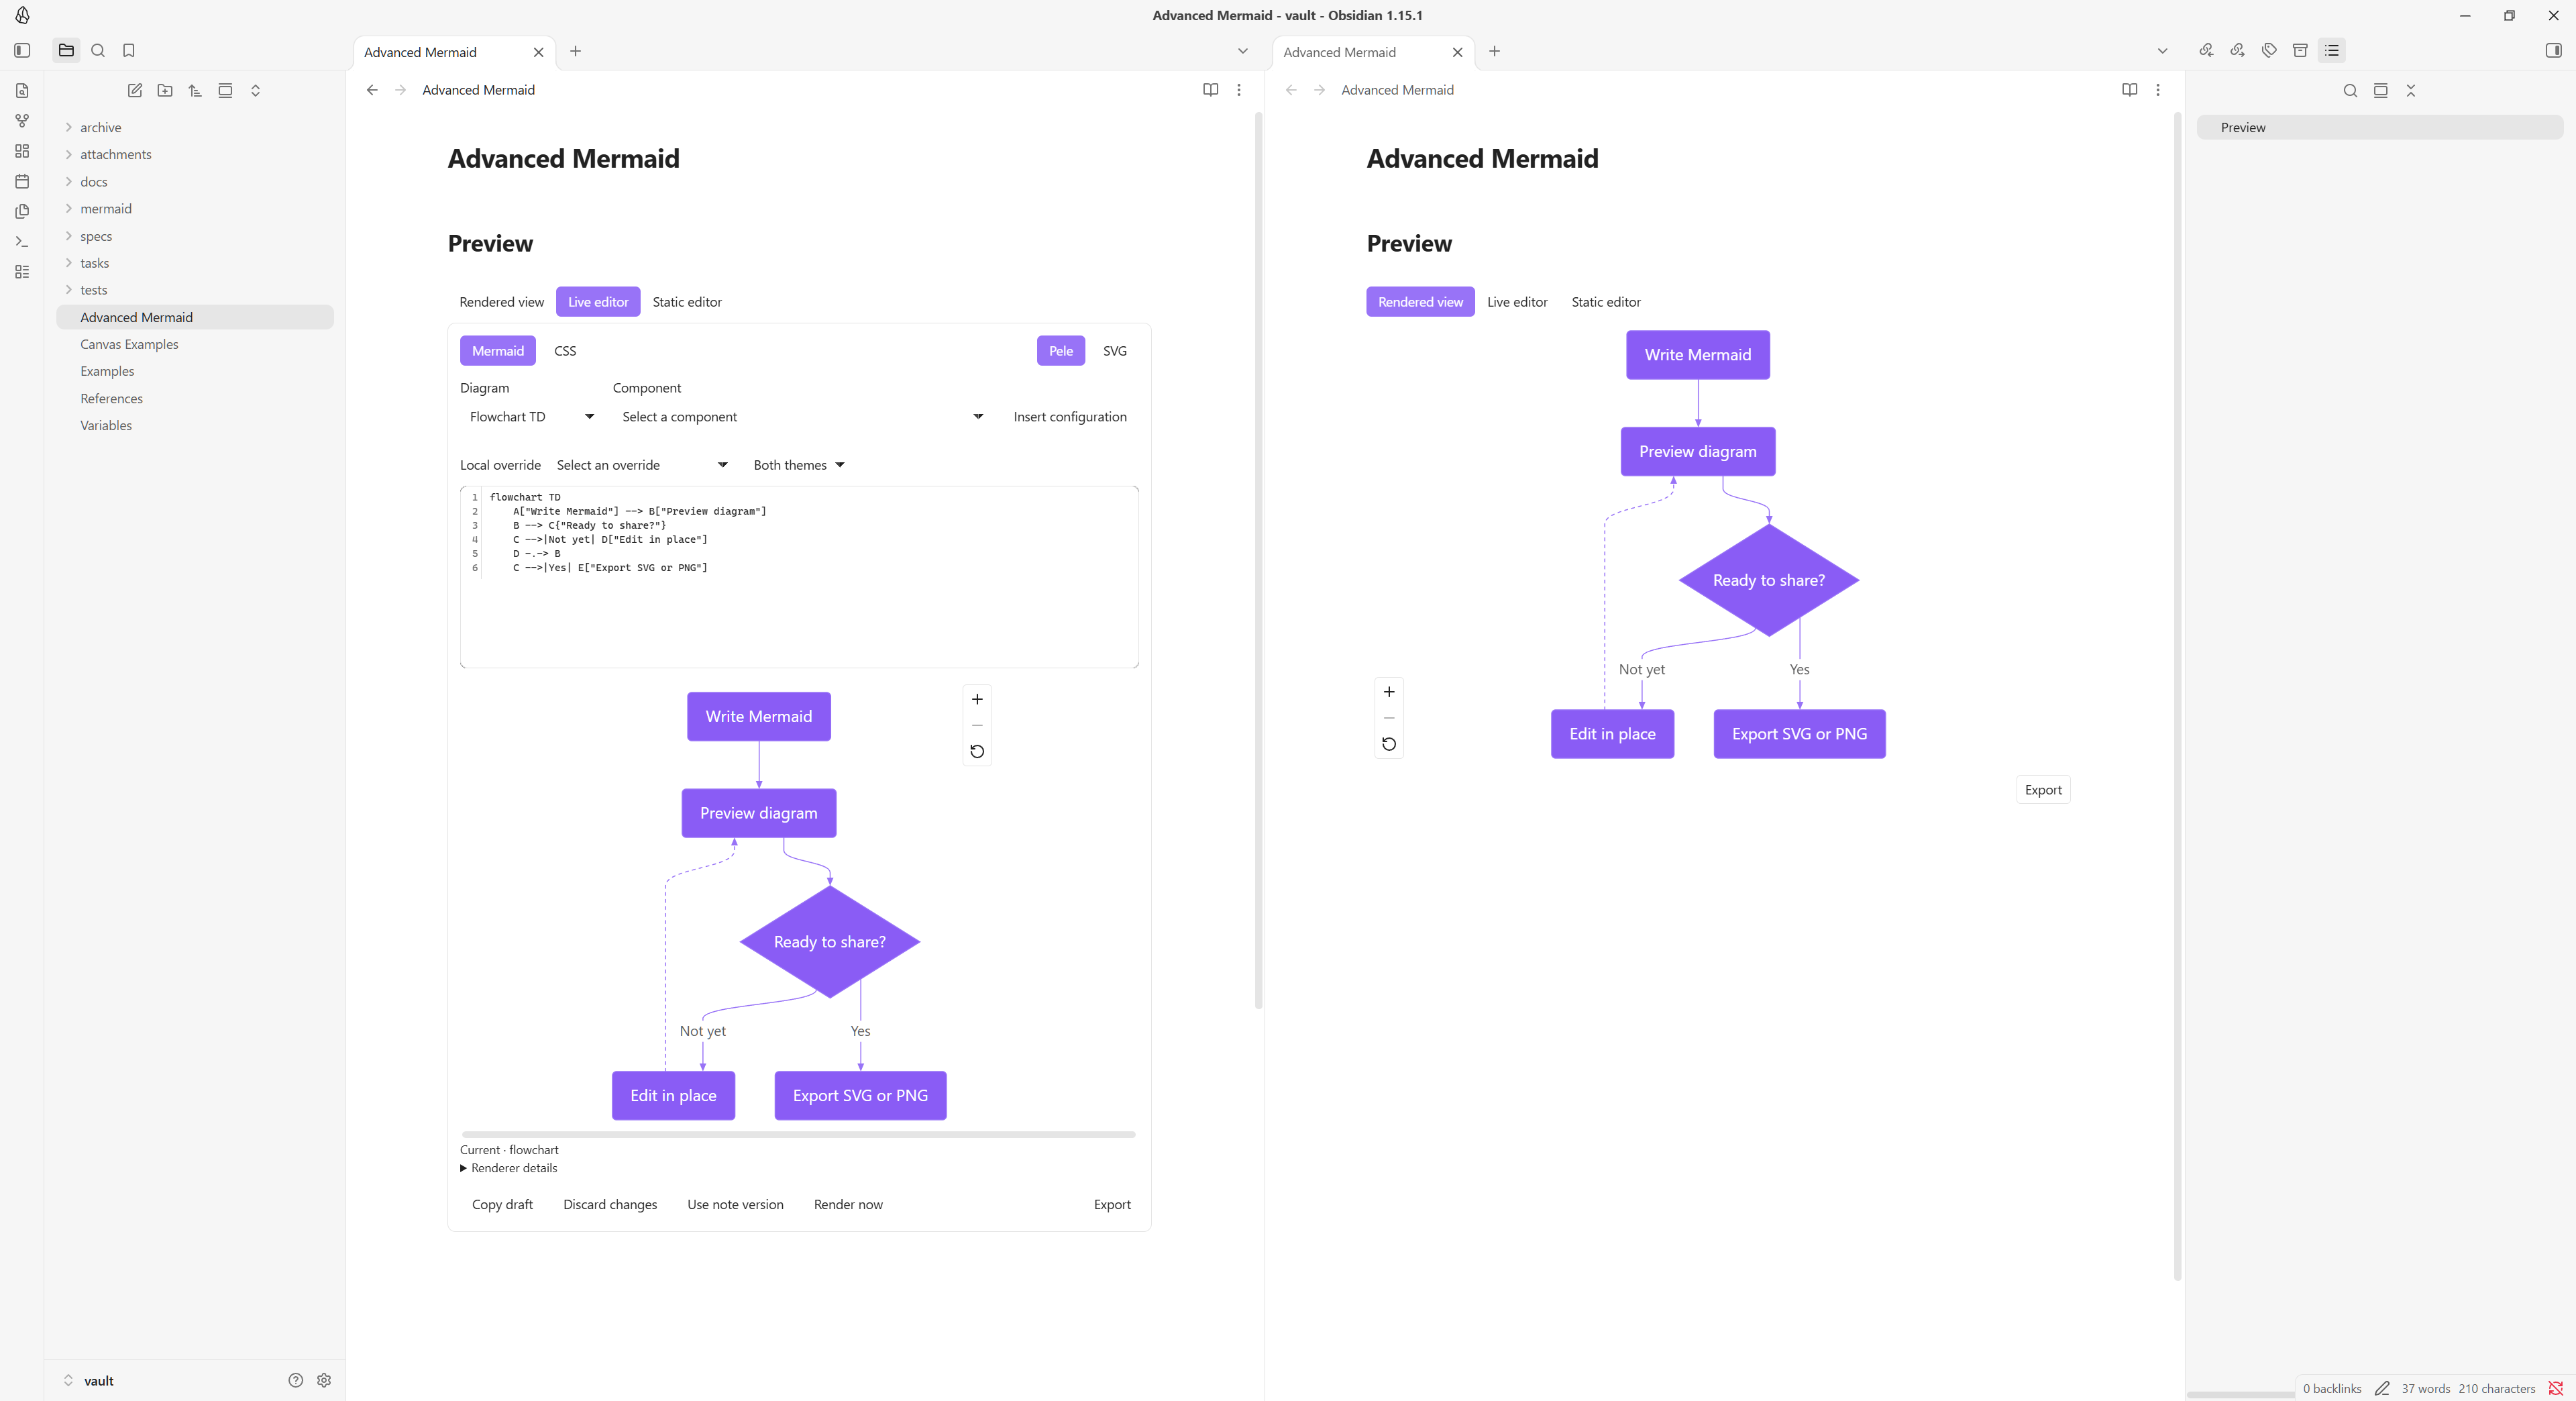 Advanced Mermaid - vault - Obsidian 1.15.1
Advanced Mermaid
Advanced Mermaid
archive
attachments
docs
mermaid
specs
tasks
tests
Advanced Mermaid
Canvas Examples
Examples
References
Variables
vault
Advanced Mermaid
Advanced Mermaid
Preview
Rendered view Live editor Static editor
Mermaid CSS Pele SVG
Diagram Component
Flowchart TD Select a component Insert configuration
Local override Select an override Both themes
1 flowchart TD
2 A["Write Mermaid"] --> B["Preview diagram"]
3 B --> C{"Ready to share?"}
4 C -->|Not yet| D["Edit in place"]
5 D -.-> B
6 C -->|Yes| E["Export SVG or PNG"]
Write Mermaid
Preview diagram
Ready to share?
Not yet Yes
Edit in place Export SVG or PNG
Current · flowchart
Renderer details
Copy draft Discard changes Use note version Render now Export
Advanced Mermaid
Advanced Mermaid
Preview
Rendered view Live editor Static editor
Write Mermaid
Preview diagram
Ready to share?
Not yet Yes
Edit in place Export SVG or PNG
Export
Preview
0 backlinks 37 words 210 characters